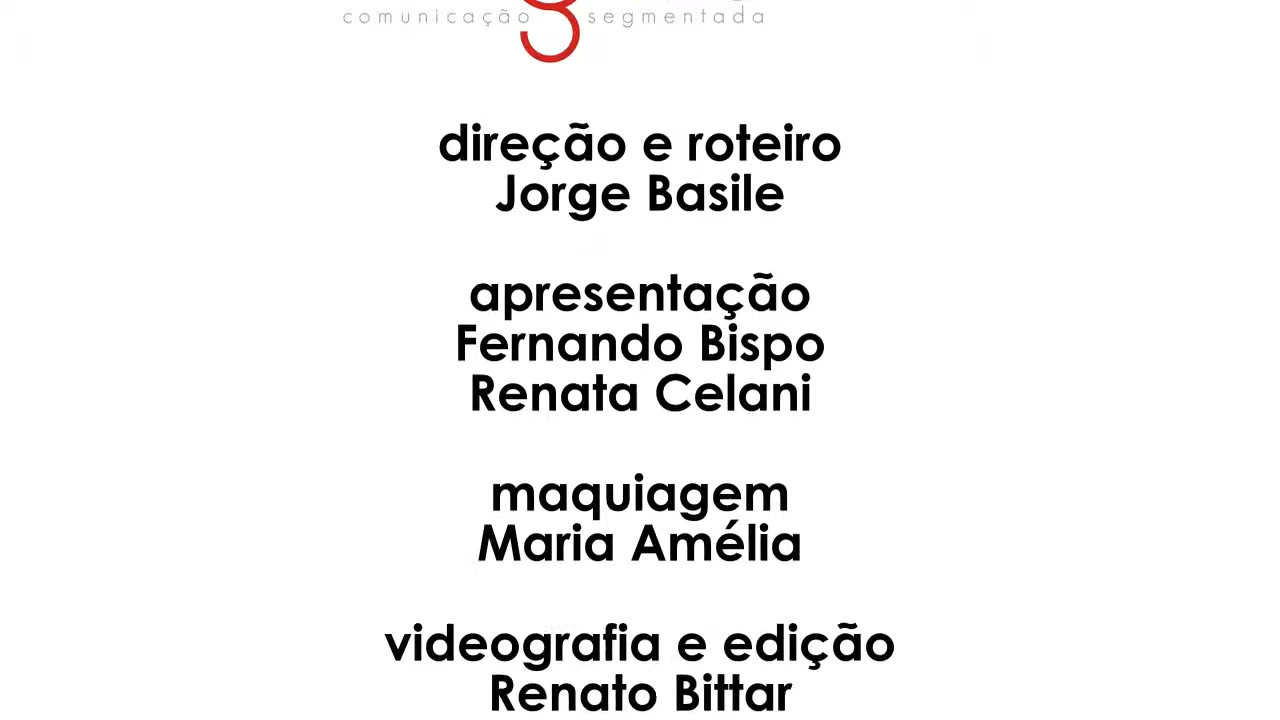 comunicação segmentada
direção e roteiro
Jorge Basile
apresentação
Fernando Bispo
Renata Celani
maquiagem
Maria Amélia
videografia e edição
Renato Bittar